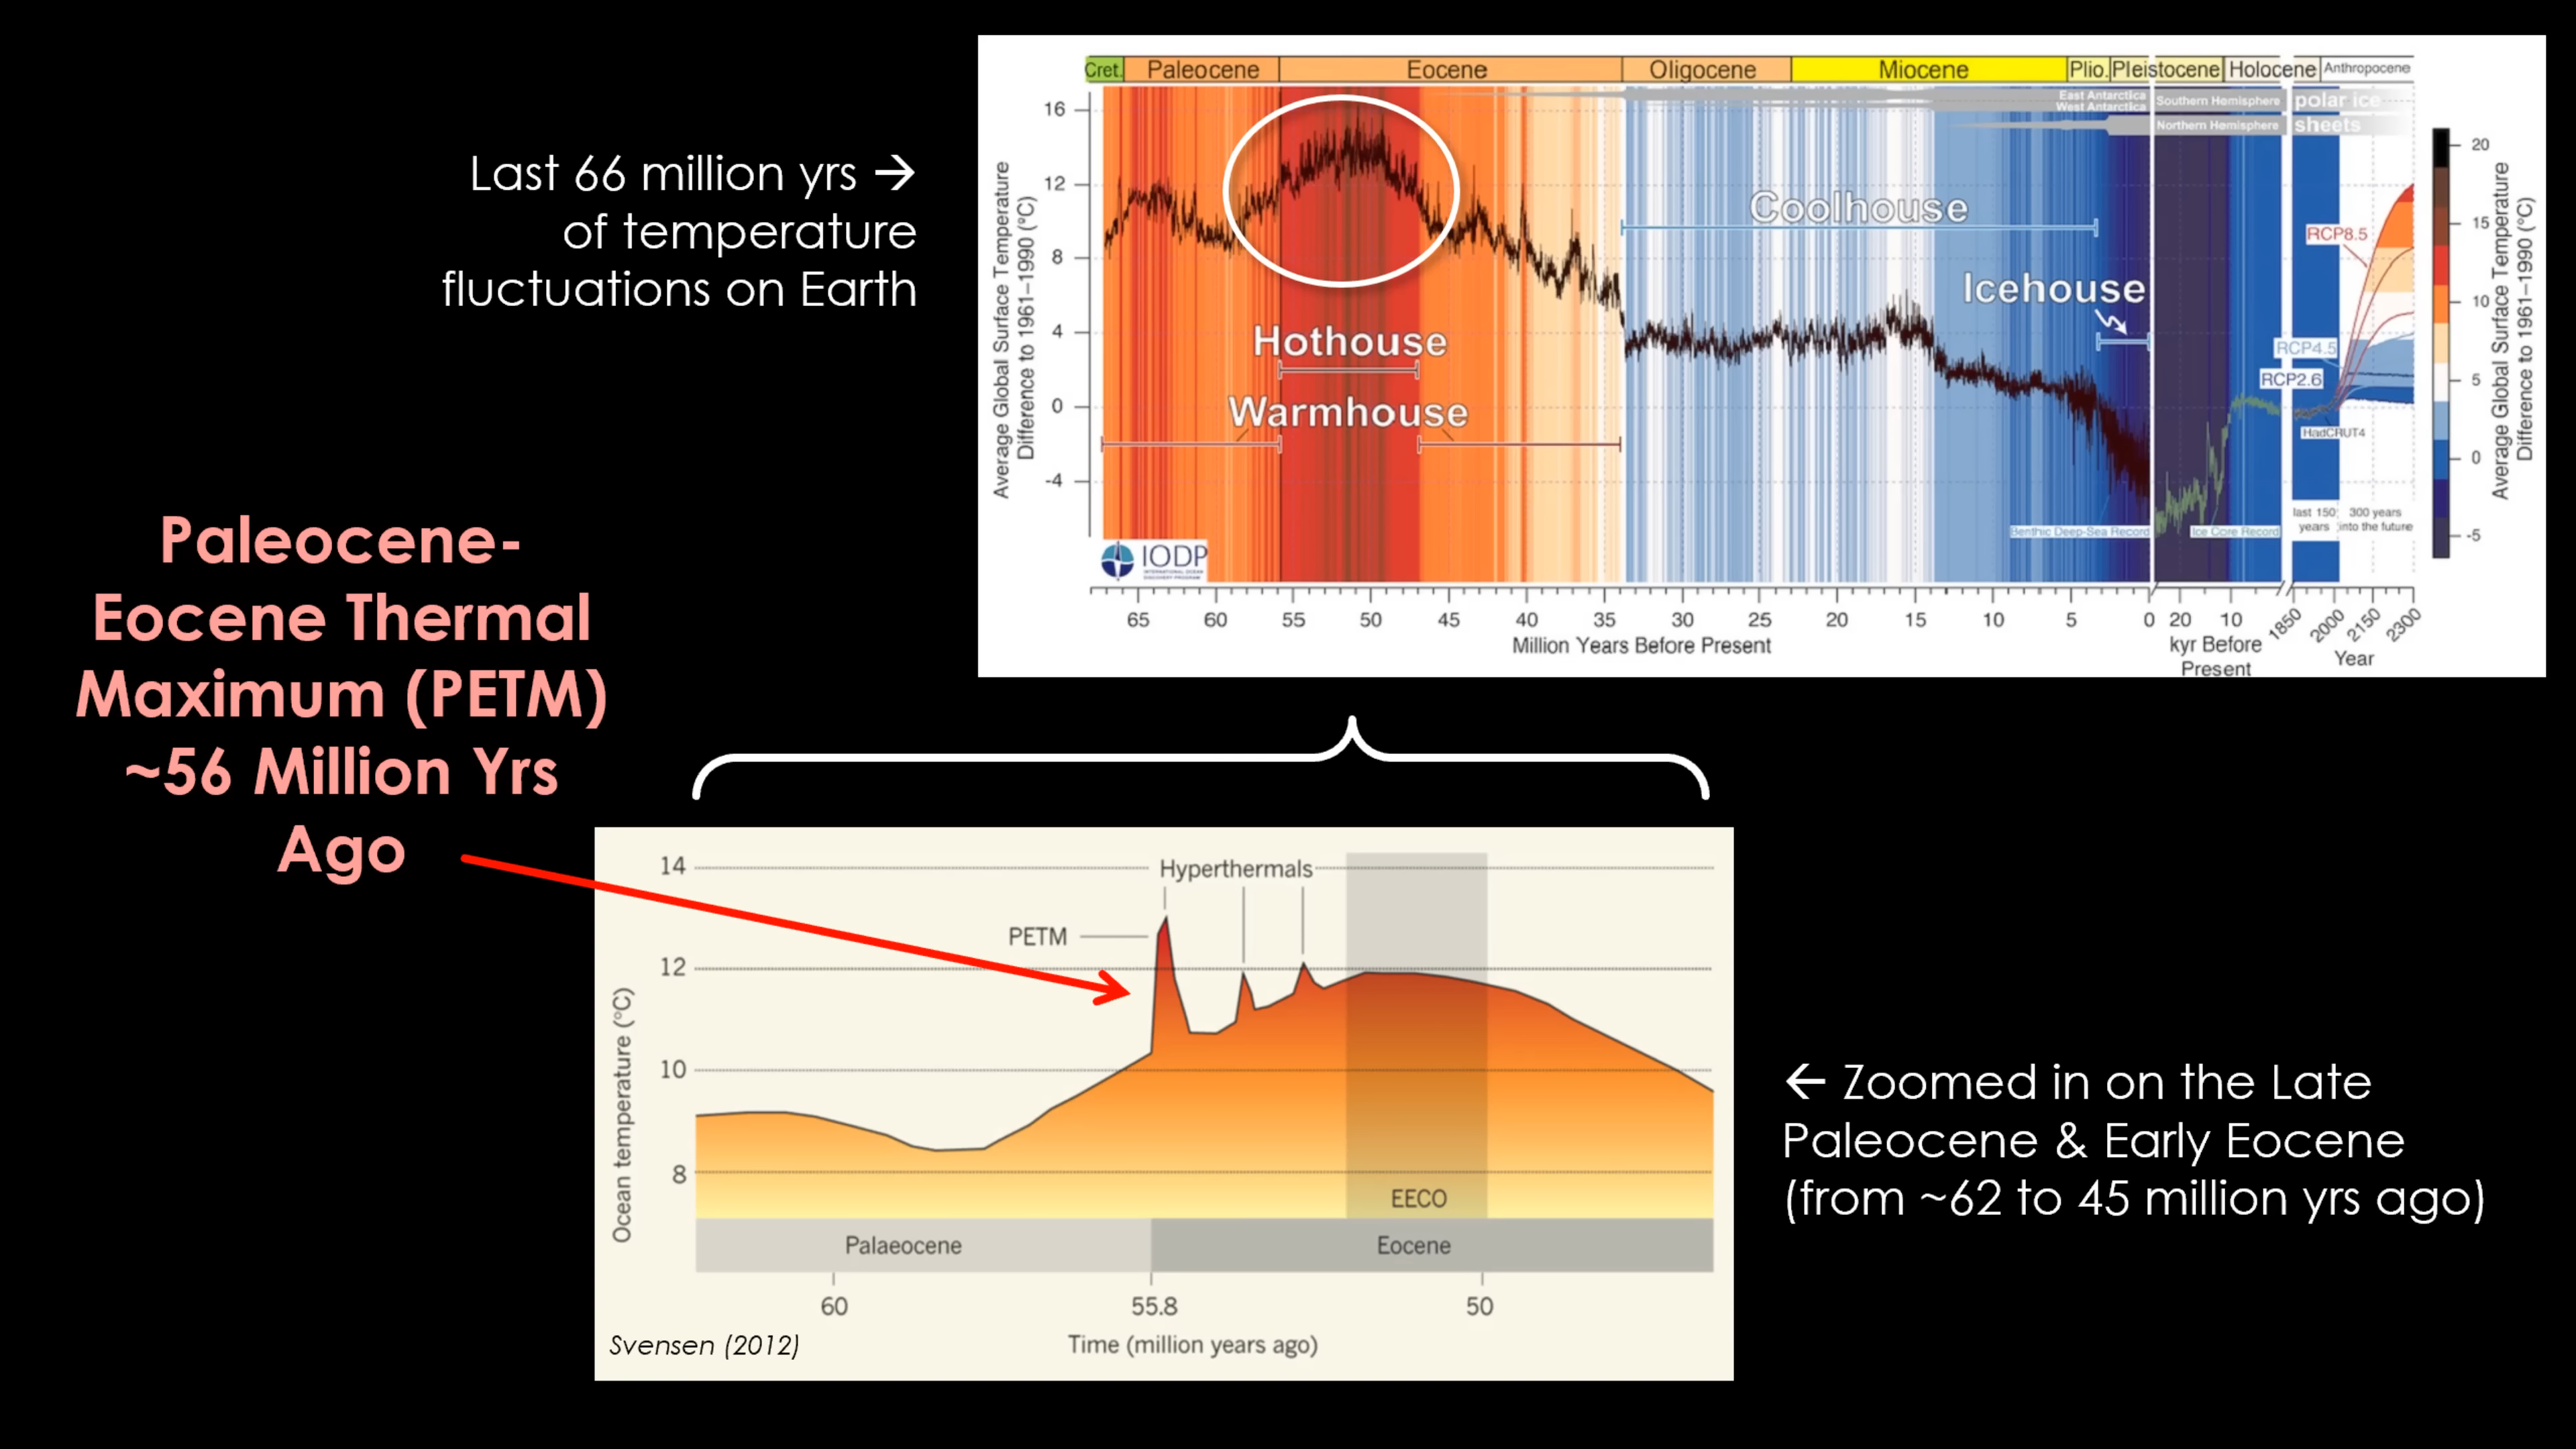 Last 66 million yrs →
of temperature
fluctuations on Earth
Paleocene-
Eocene Thermal
Maximum (PETM)
~56 Million Yrs
Ago
Cret. Paleocene Eocene Oligocene Miocene Plio. Pleistocene Holocene Anthropocene
East Antarctica
West Antarctica
Southern Hemisphere
Northern Hemisphere
polar ice
sheets
Average Global Surface Temperature
Difference to 1961–1990 (°C)
16
12
8
4
0
-4
Hothouse
Warmhouse
Coolhouse
Icehouse
RCP8.5
RCP4.5
RCP2.6
HadCRUT4
last 150 years
300 years into the future
Benthic Deep-Sea Record
Ice Core Record
IODP
INTERNATIONAL OCEAN
DISCOVERY PROGRAM
20
15
10
5
0
-5
Average Global Surface Temperature
Difference to 1961–1990 (°C)
65 60 55 50 45 40 35 30 25 20 15 10 5 0 20 10 1850 2000 2150 2300
Million Years Before Present
kyr Before
Present
Year
14
12
10
8
Ocean temperature (°C)
Hyperthermals
PETM
EECO
Palaeocene Eocene
60 55.8 50
Time (million years ago)
Svensen (2012)
← Zoomed in on the Late
Paleocene & Early Eocene
(from ~62 to 45 million yrs ago)